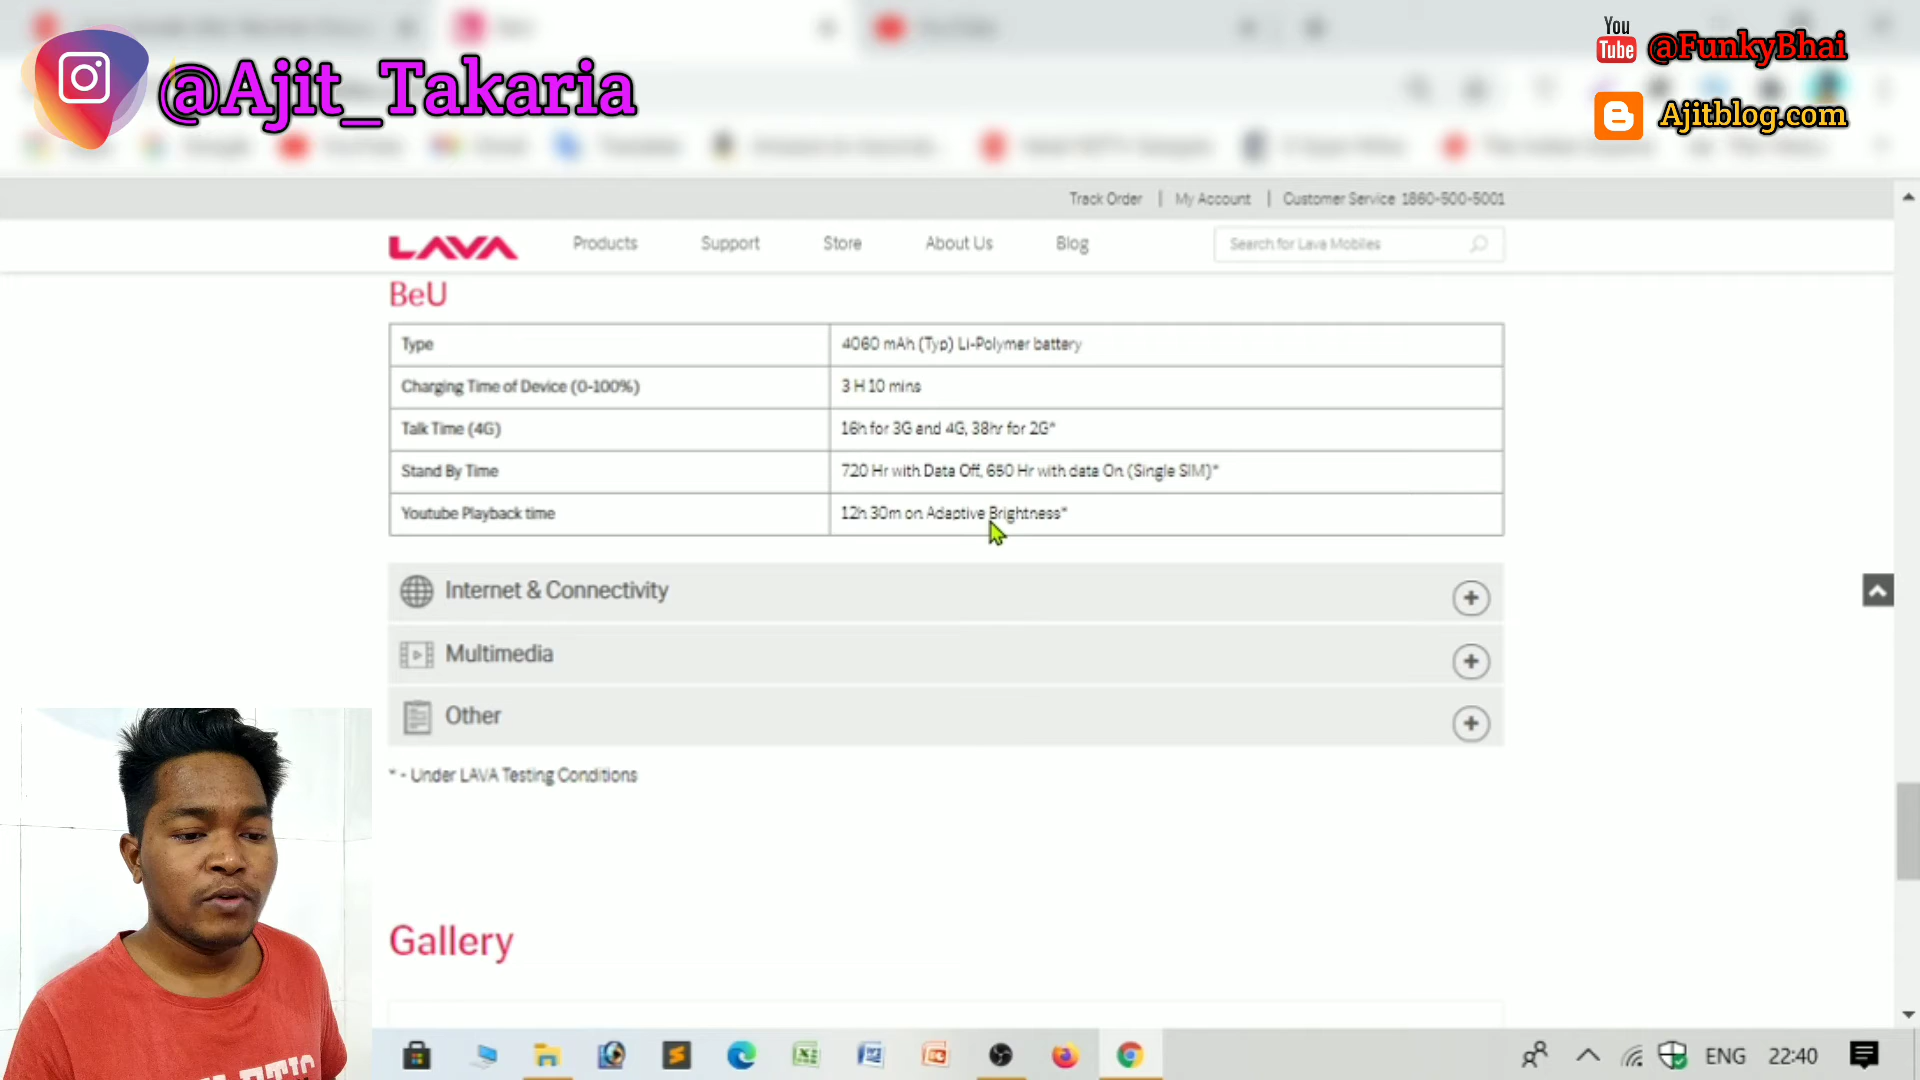 @Ajit_Takaria
You
Tube
@FunkyBhai
Ajitblog.com
YouTube
Track Order | My Account | Customer Service 1860-500-5001
LAVA
Products
Support
Store
About Us
Blog
Search for Lava Mobiles
BeU
Type
4060 mAh (Typ) Li-Polymer battery
Charging Time of Device (0-100%)
3 H 10 mins
Talk Time (4G)
16h for 3G and 4G, 38hr for 2G*
Stand By Time
720 Hr with Data Off, 650 Hr with data On (Single SIM)*
Youtube Playback time
12h 30m on Adaptive Brightness*
Internet & Connectivity
Multimedia
Other
* - Under LAVA Testing Conditions
Gallery
ENG
22:40